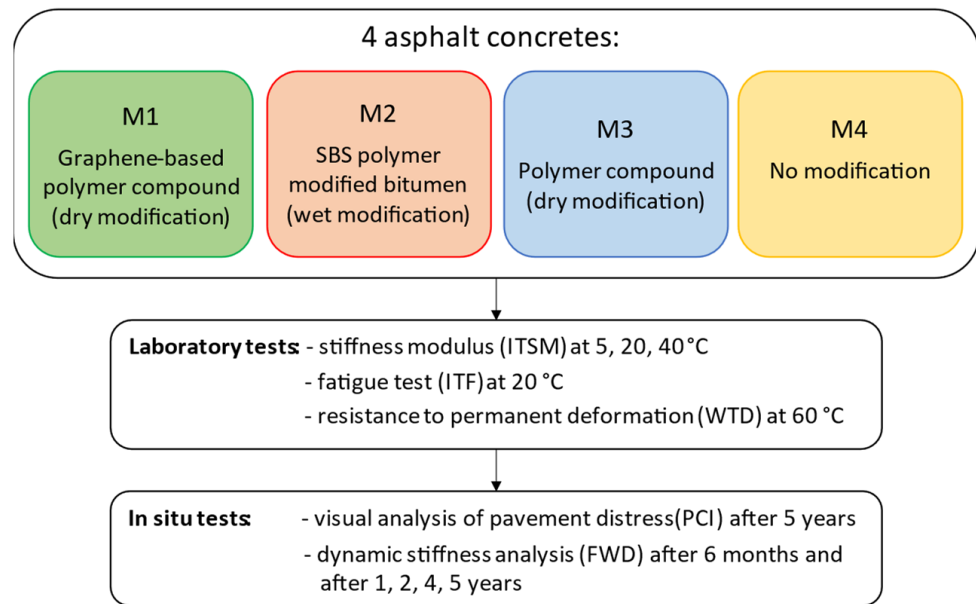 4 asphalt concretes:
M1
Graphene-based
polymer compound
(dry modification)
M2
SBS polymer
modified bitumen
(wet modification)
M3
Polymer compound
(dry modification)
M4
No modification
Laboratory tests: - stiffness modulus (ITSM) at 5, 20, 40 °C
- fatigue test (ITF) at 20 °C
- resistance to permanent deformation (WTD) at 60 °C
In situ tests: - visual analysis of pavement distress(PCI) after 5 years
- dynamic stiffness analysis (FWD) after 6 months and
after 1, 2, 4, 5 years